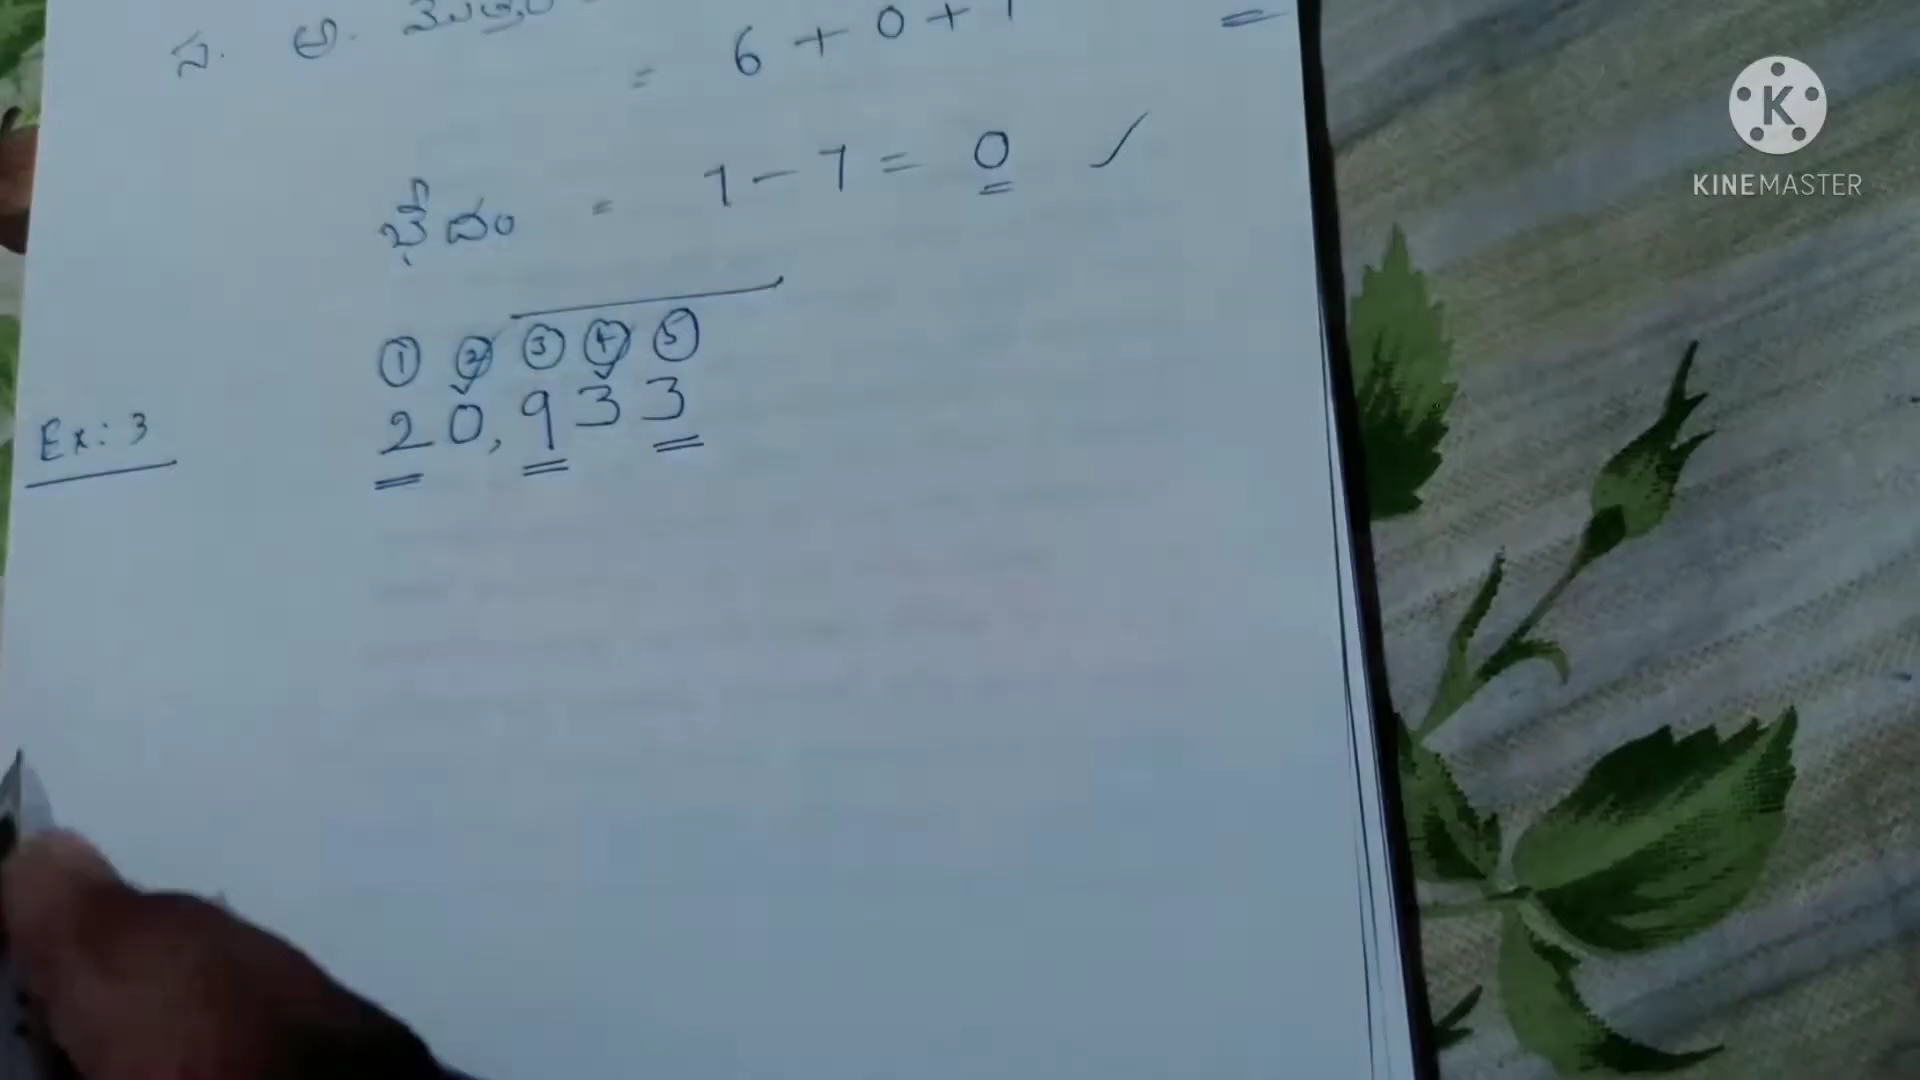 స. అ.
= 6 + 0 + 1 =
భేదం = 7 - 7 = 0 ✓
① ② ③ ④ ⑤
Ex: 3 20,933
KINEMASTER